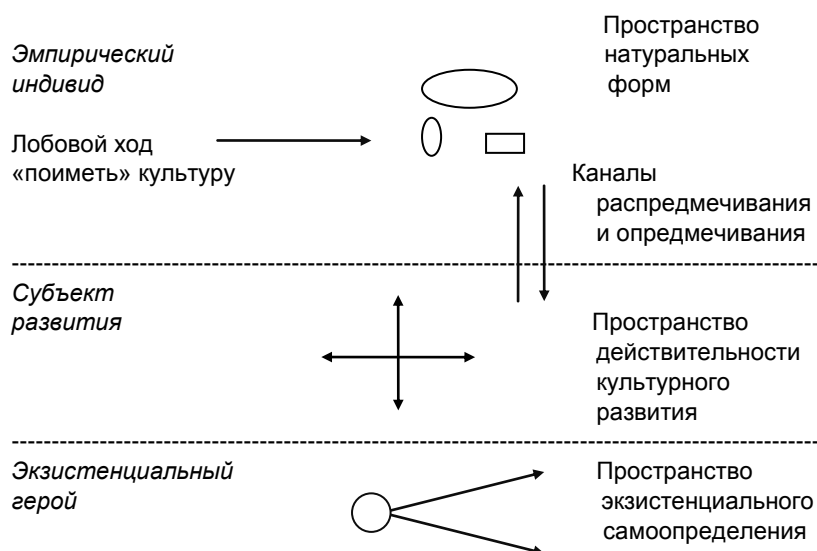 Эмпирический
индивид
Пространство
натуральных
форм
Лобовой ход
«поиметь» культуру
Каналы
распредмечивания
и опредмечивания
Субъект
развития
Пространство
действительности
культурного
развития
Экзистенциальный
герой
Пространство
экзистенциального
самоопределения